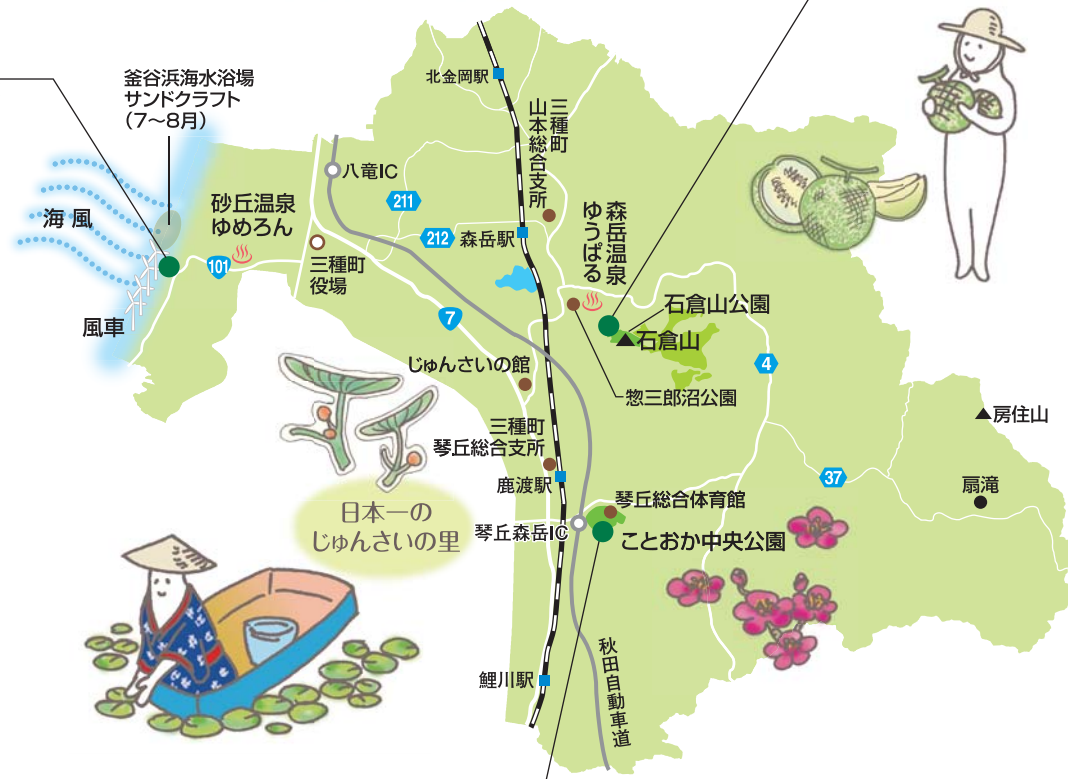 北金岡駅
釜谷浜海水浴場
サンドクラフト
(7〜8月)
三種町
山本総合支所
八竜IC
211
砂丘温泉
ゆめろん
森岳温泉
ゆうぱる
海風
212
森岳駅
101
三種町
役場
石倉山公園
風車
7
石倉山
4
じゅんさいの館
惣三郎沼公園
房住山
三種町
琴丘総合支所
37
鹿渡駅
扇滝
琴丘総合体育館
日本一の
じゅんさいの里
琴丘森岳IC
ことおか中央公園
秋田自動車道
鯉川駅